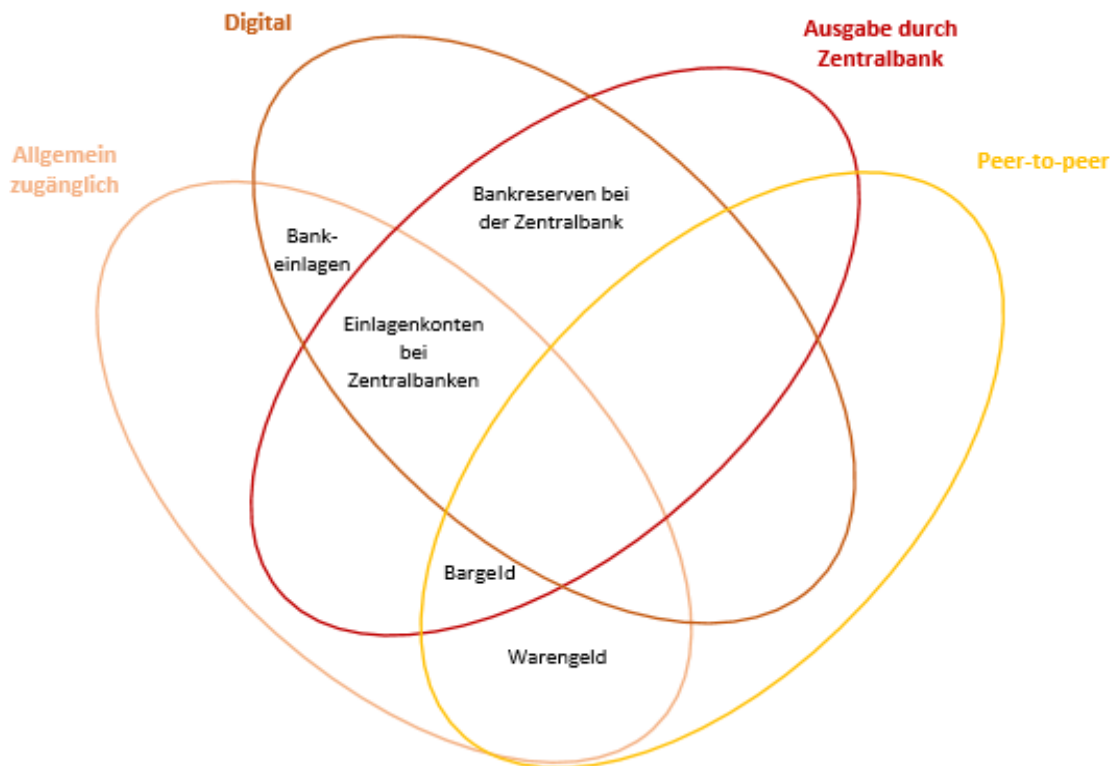 Digital
Ausgabe durch
Zentralbank
Allgemein
zugänglich
Peer-to-peer
Bankreserven bei
der Zentralbank
Bank-
einlagen
Einlagenkonten
bei
Zentralbanken
Bargeld
Warengeld